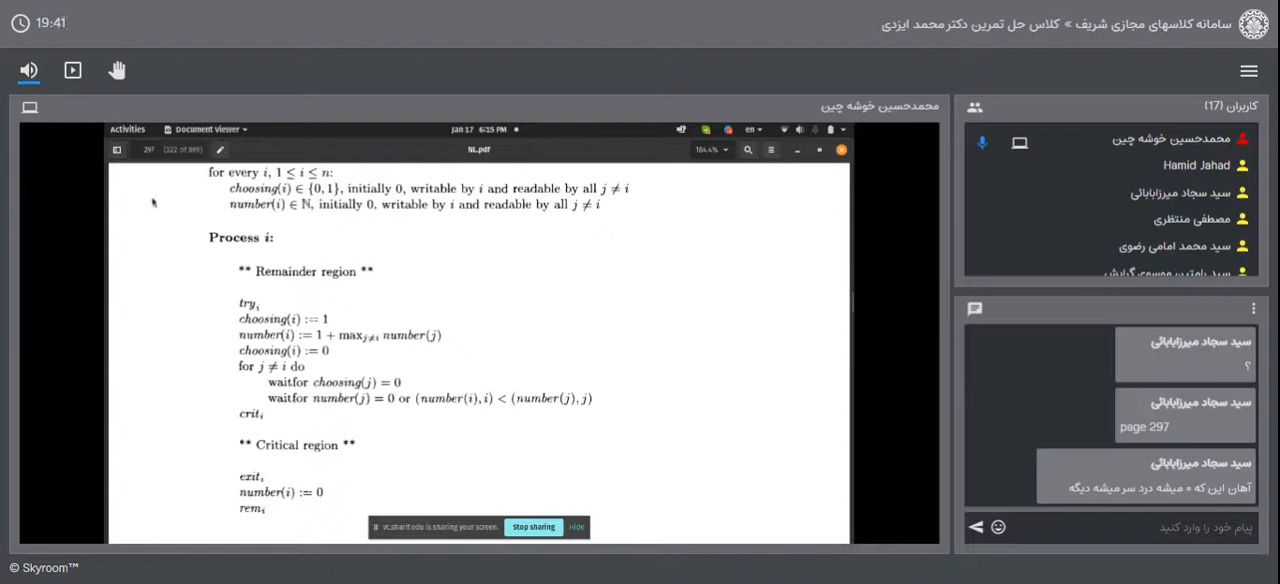 19:41
سامانه کلاسهای مجازی شریف » کلاس حل تمرین دکتر محمد ایزدی
محمدحسین خوشه چین
Activities
Document viewer
Jan 17 6:15 PM
en
297 (322 of 899)
NL.pdf
184.4%
for every i, 1 ≤ i ≤ n:
choosing(i) ∈ {0, 1}, initially 0, writable by i and readable by all j ≠ i
number(i) ∈ ℕ, initially 0, writable by i and readable by all j ≠ i
Process i:
** Remainder region **
tryᵢ
choosing(i) := 1
number(i) := 1 + maxⱼ≠ᵢ number(j)
choosing(i) := 0
for j ≠ i do
waitfor choosing(j) = 0
waitfor number(j) = 0 or (number(i), i) < (number(j), j)
critᵢ
** Critical region **
exitᵢ
number(i) := 0
remᵢ
vc.sharif.edu is sharing your screen.
Stop sharing
Hide
کاربران (17)
محمدحسین خوشه چین
Hamid Jahad
سید سجاد میرزابابائی
مصطفی منتظری
سید محمد امامی رضوی
سید سجاد میرزابابائی
؟
سید سجاد میرزابابائی
page 297
سید سجاد میرزابابائی
آهان این که ۰ میشه درد سر میشه دیگه
پیام خود را وارد کنید
© Skyroom™